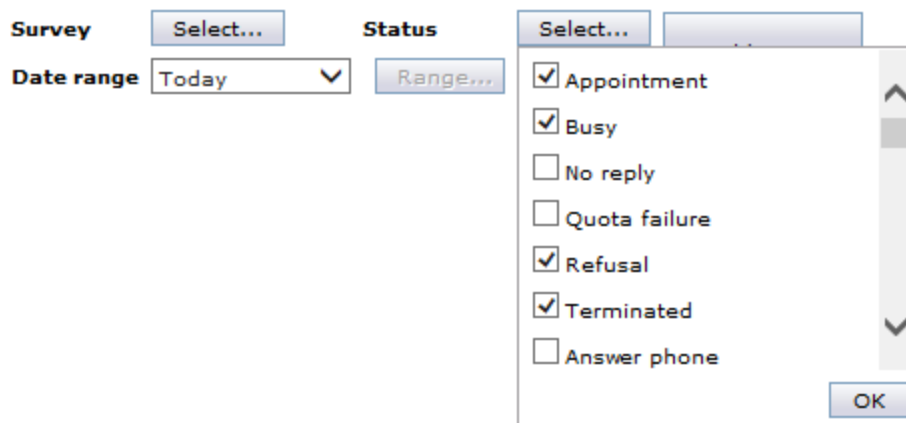 Survey Select... Status Select...
Date range Today Range...
Appointment
Busy
No reply
Quota failure
Refusal
Terminated
Answer phone
OK